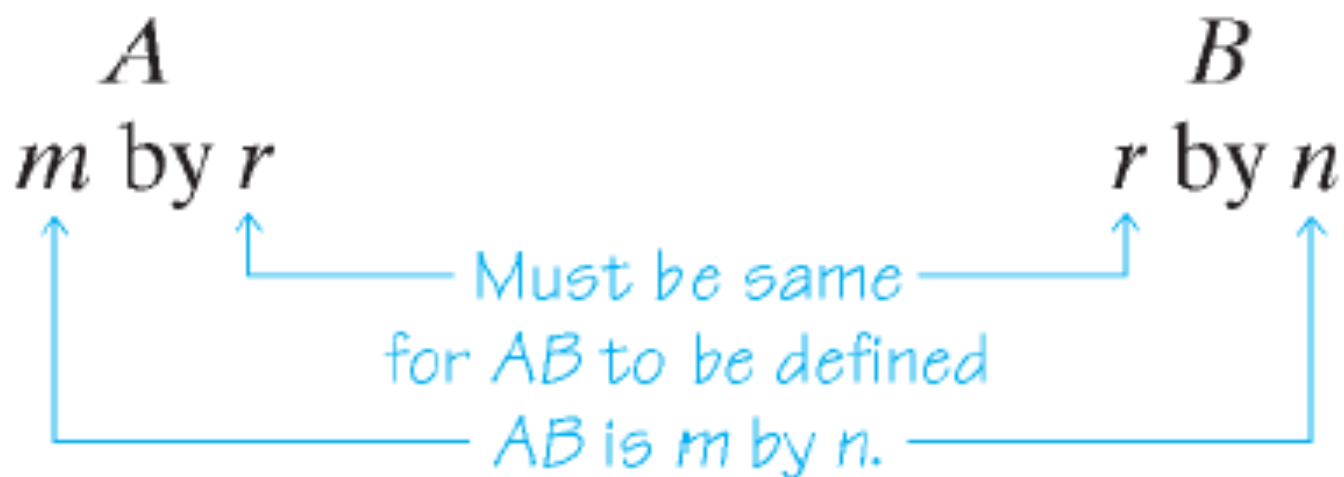 A B
m by r r by n
Must be same
for AB to be defined
AB is m by n.